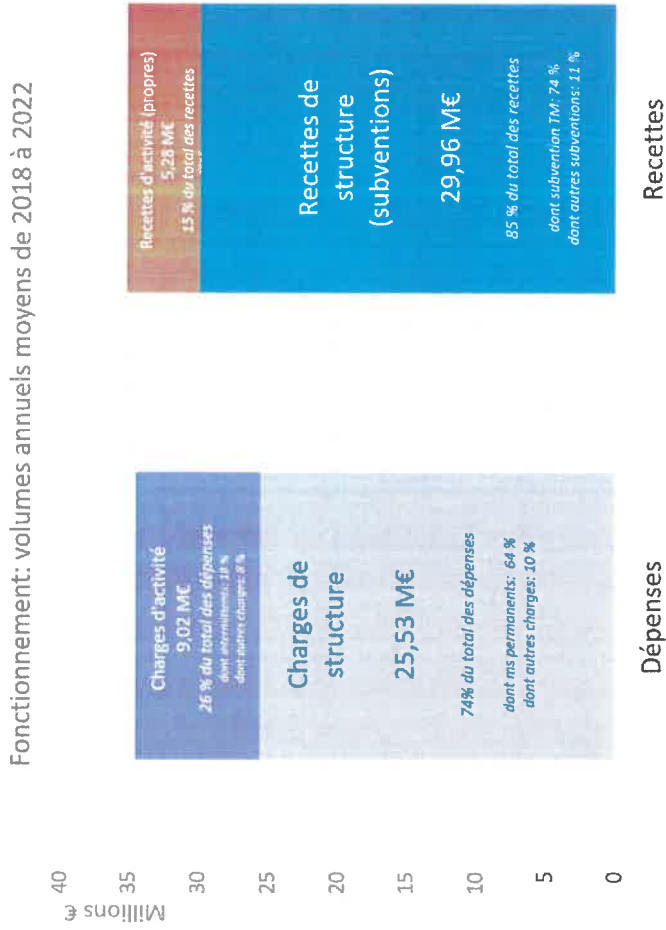 Fonctionnement: volumes annuels moyens de 2018 à 2022
Millions €
40
35
30
25
20
15
10
5
0
Charges d'activité
9,02 M€
26 % du total des dépenses
dont intermittents: 18 %
dont autres charges: 8 %
Charges de
structure
25,53 M€
74% du total des dépenses
dont ms permanents: 64 %
dont autres charges: 10 %
Dépenses
Recettes d'activité (propres)
5,28 M€
15 % du total des recettes
Recettes de
structure
(subventions)
29,96 M€
85 % du total des recettes
dont subvention TM: 74 %
dont autres subventions: 11 %
Recettes